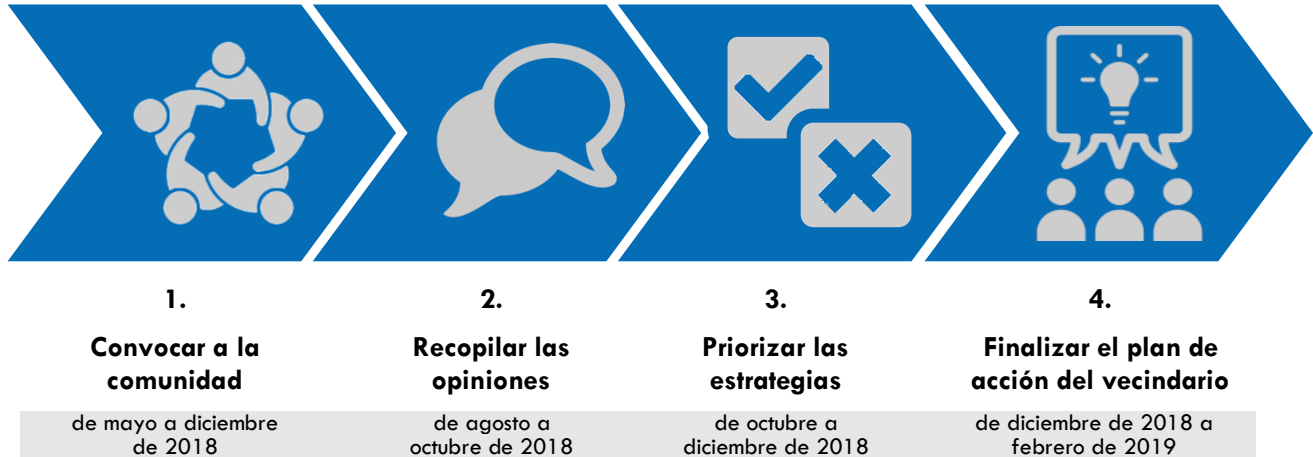 1.
Convocar a la
comunidad
de mayo a diciembre
de 2018
2.
Recopilar las
opiniones
de agosto a
octubre de 2018
3.
Priorizar las
estrategias
de octubre a
diciembre de 2018
4.
Finalizar el plan de
acción del vecindario
de diciembre de 2018 a
febrero de 2019